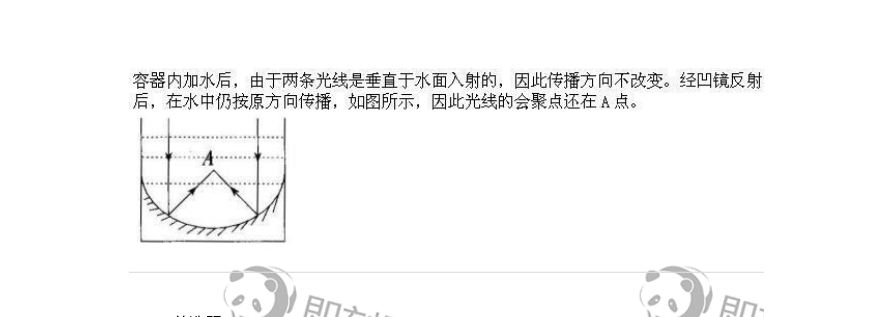 容器内加水后，由于两条光线是垂直于水面入射的，因此传播方向不改变。经凹镜反射
后，在水中仍按原方向传播，如图所示，因此光线的会聚点还在 A 点。
A